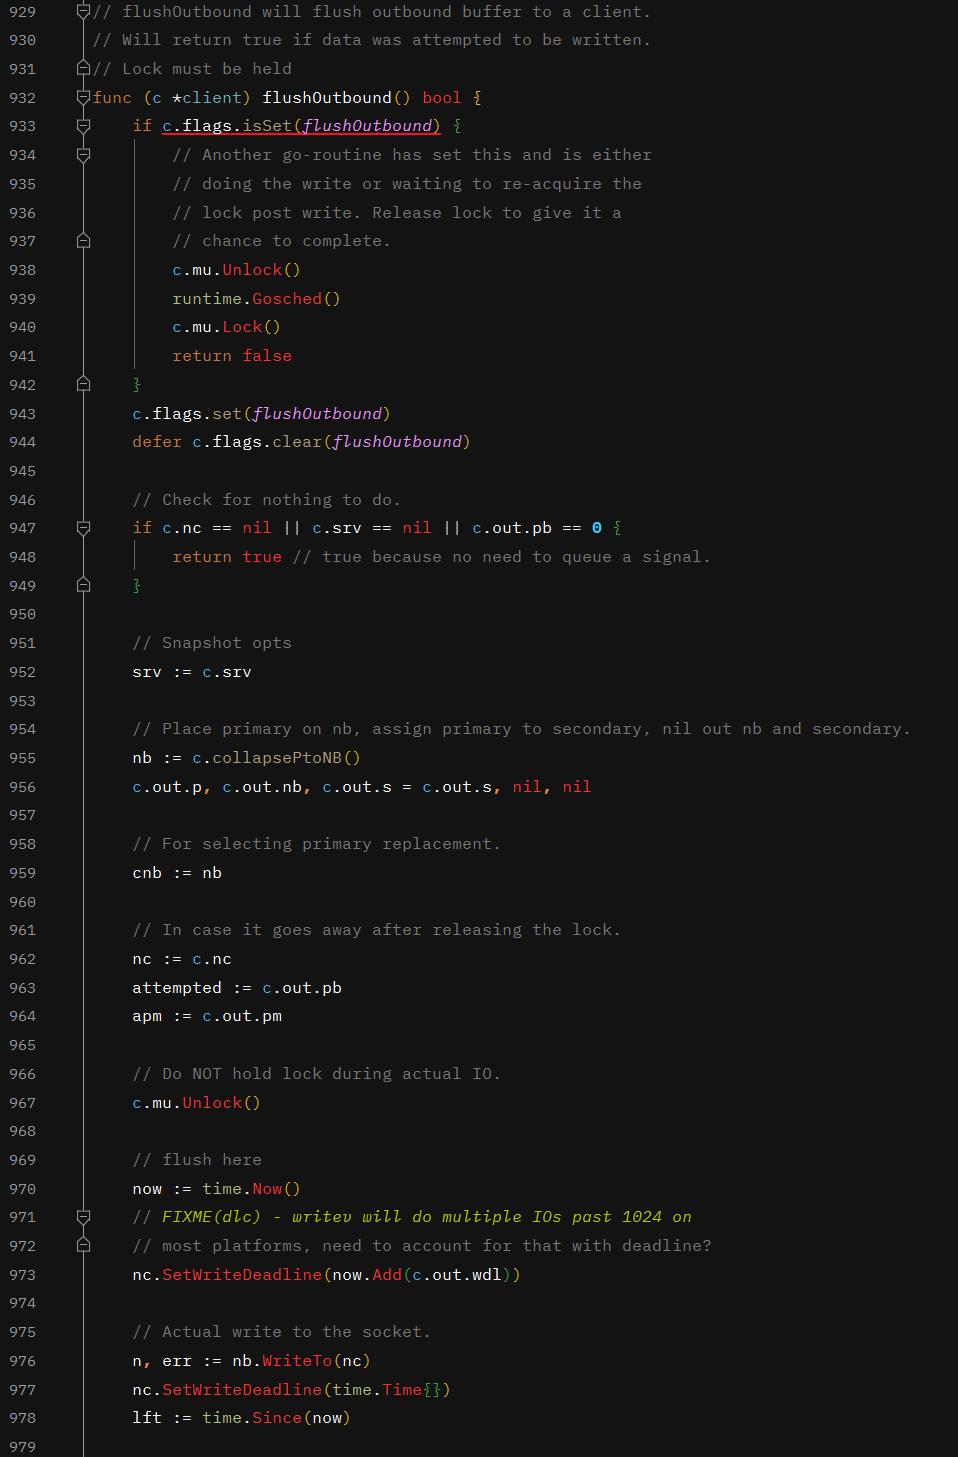 929 // flushOutbound will flush outbound buffer to a client.
930 // Will return true if data was attempted to be written.
931 // Lock must be held
932 func (c *client) flushOutbound() bool {
933     if c.flags.isSet(flushOutbound) {
934         // Another go-routine has set this and is either
935         // doing the write or waiting to re-acquire the
936         // lock post write. Release lock to give it a
937         // chance to complete.
938         c.mu.Unlock()
939         runtime.Gosched()
940         c.mu.Lock()
941         return false
942     }
943     c.flags.set(flushOutbound)
944     defer c.flags.clear(flushOutbound)
945
946     // Check for nothing to do.
947     if c.nc == nil || c.srv == nil || c.out.pb == 0 {
948         return true // true because no need to queue a signal.
949     }
950
951     // Snapshot opts
952     srv := c.srv
953
954     // Place primary on nb, assign primary to secondary, nil out nb and secondary.
955     nb := c.collapsePtoNB()
956     c.out.p, c.out.nb, c.out.s = c.out.s, nil, nil
957
958     // For selecting primary replacement.
959     cnb := nb
960
961     // In case it goes away after releasing the lock.
962     nc := c.nc
963     attempted := c.out.pb
964     apm := c.out.pm
965
966     // Do NOT hold lock during actual IO.
967     c.mu.Unlock()
968
969     // flush here
970     now := time.Now()
971     // FIXME(dlc) - writev will do multiple IOs past 1024 on
972     // most platforms, need to account for that with deadline?
973     nc.SetWriteDeadline(now.Add(c.out.wdl))
974
975     // Actual write to the socket.
976     n, err := nb.WriteTo(nc)
977     nc.SetWriteDeadline(time.Time{})
978     lft := time.Since(now)
979